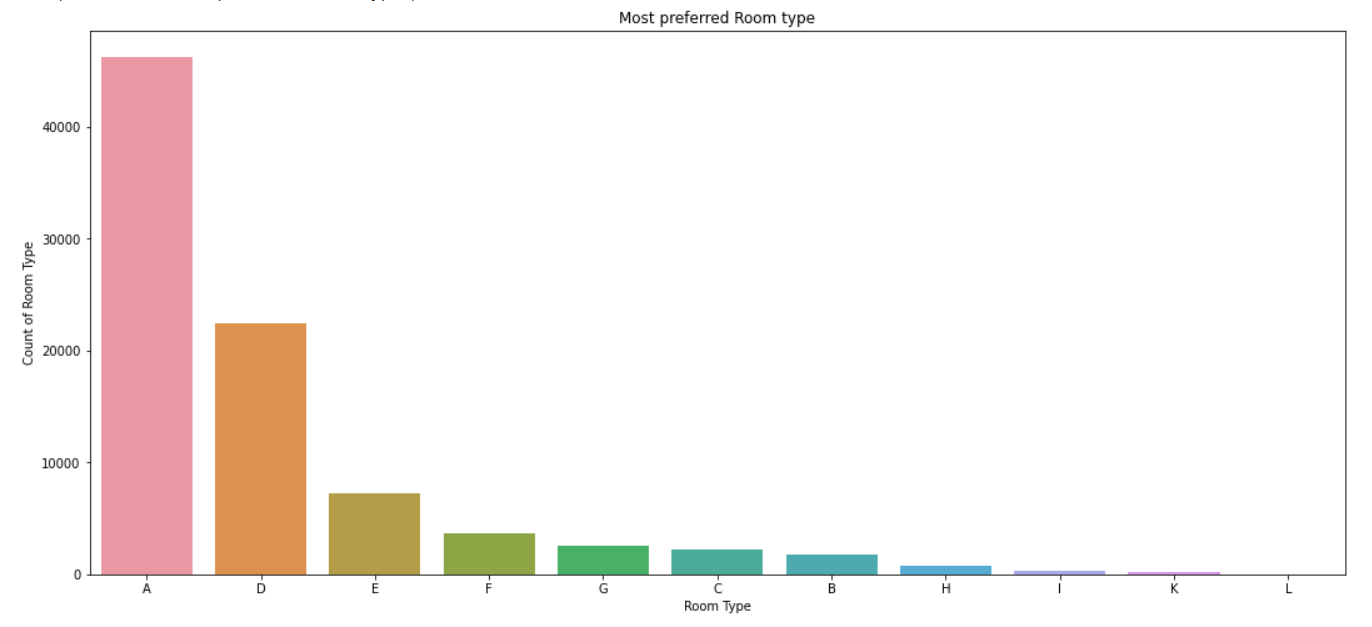 Most preferred Room type
Count of Room Type
40000
30000
20000
10000
0
A D E F G C B H I K L
Room Type